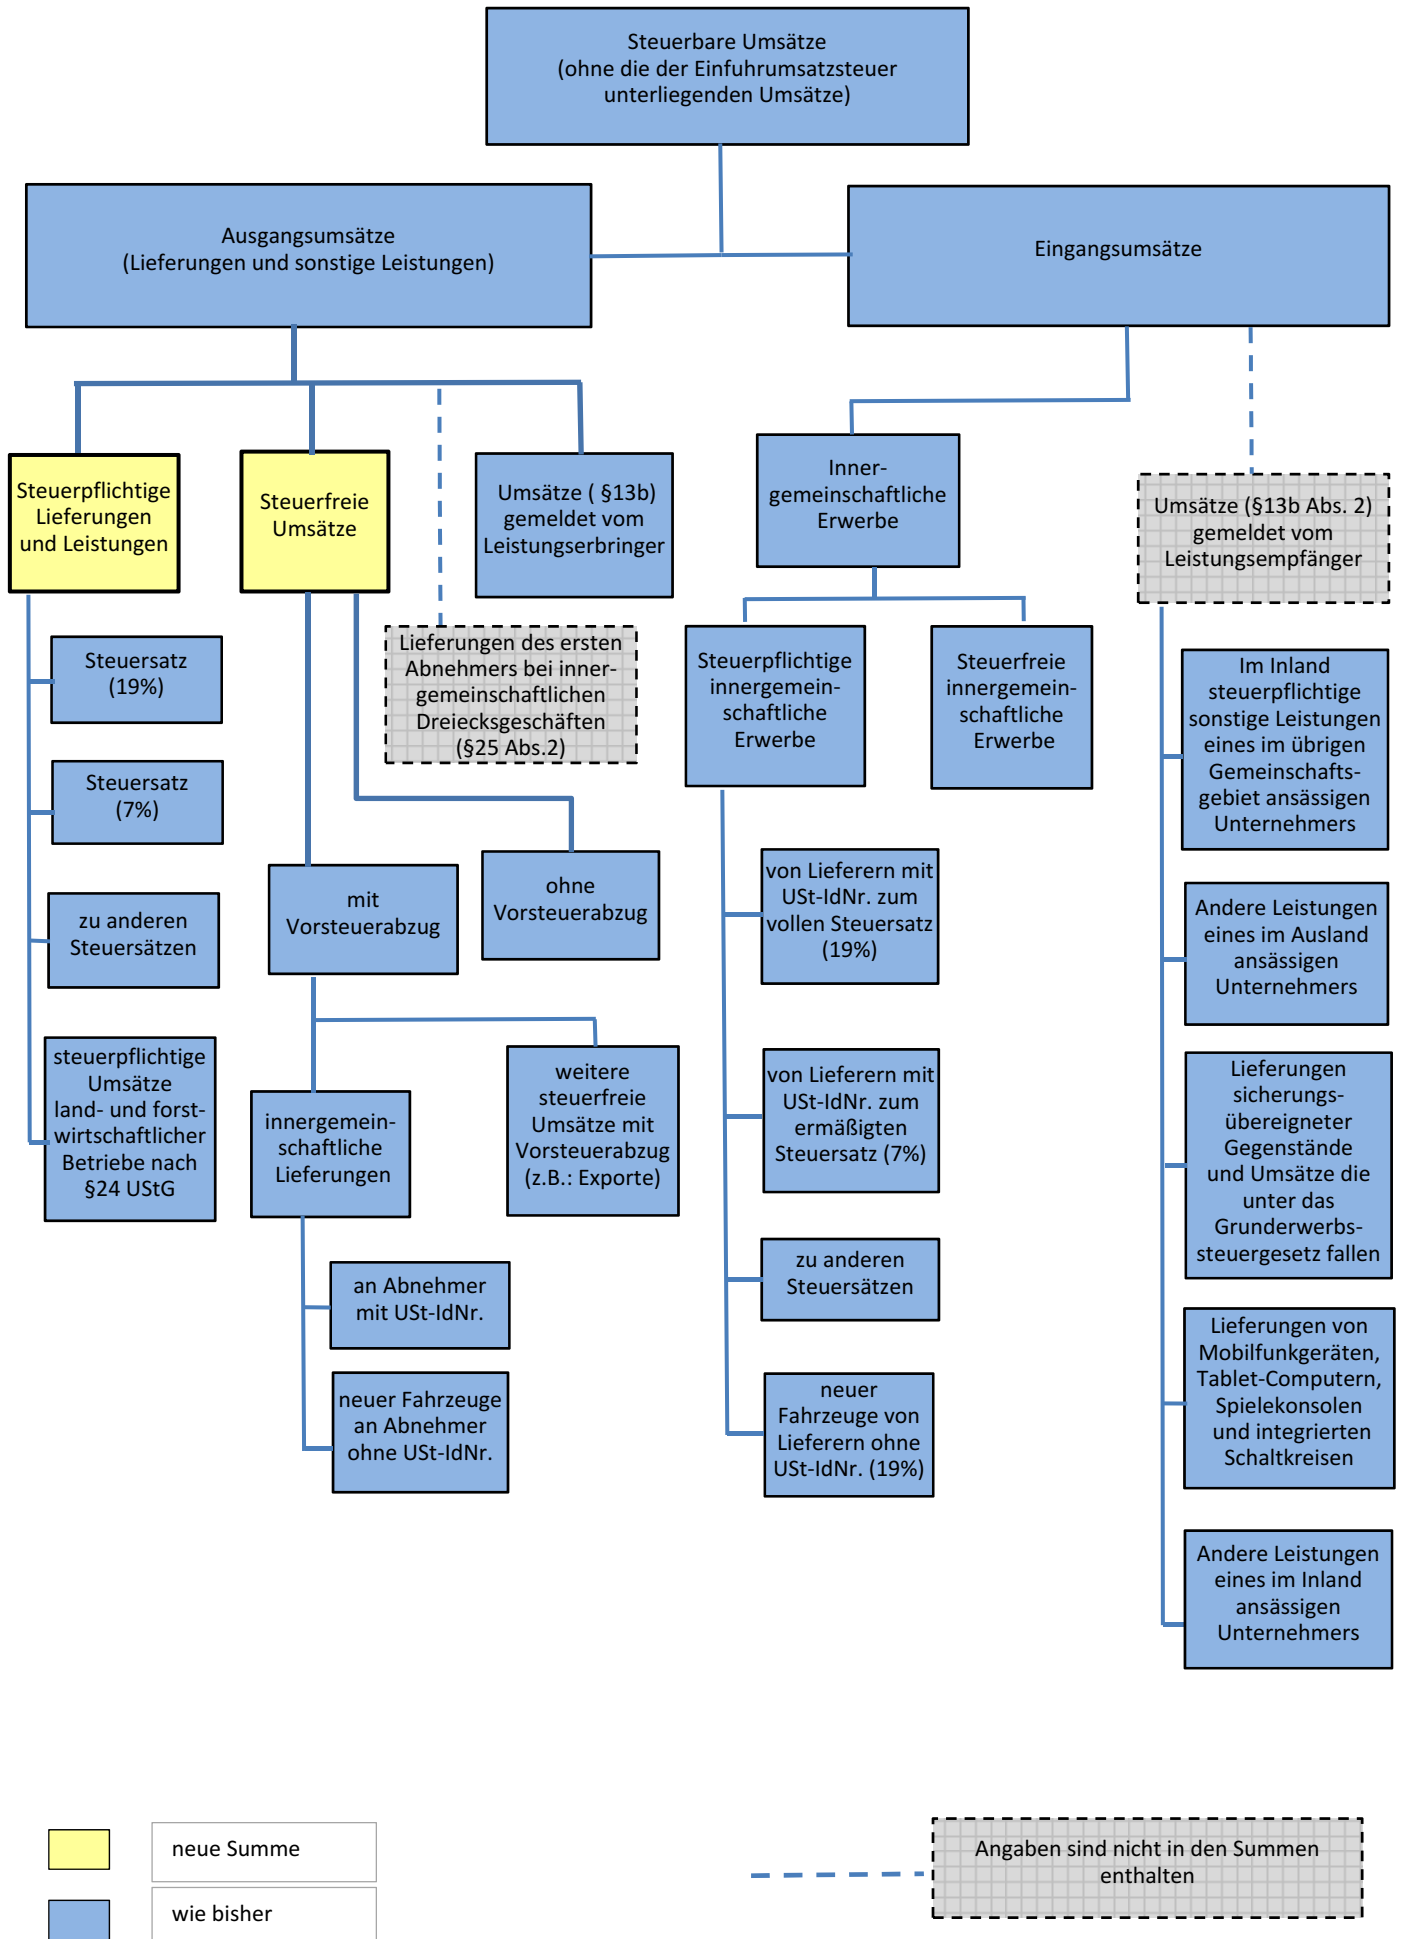 Steuerbare Umsätze
(ohne die der Einfuhrumsatzsteuer
unterliegenden Umsätze)
Ausgangsumsätze
(Lieferungen und sonstige Leistungen)
Eingangsumsätze
Steuerpflichtige
Lieferungen
und Leistungen
Steuerfreie
Umsätze
Umsätze ( §13b)
gemeldet vom
Leistungserbringer
Lieferungen des ersten
Abnehmers bei inner-
gemeinschaftlichen
Dreiecksgeschäften
(§25 Abs.2)
Inner-
gemeinschaftliche
Erwerbe
Umsätze (§13b Abs. 2)
gemeldet vom
Leistungsempfänger
Steuersatz
(19%)
Steuersatz
(7%)
zu anderen
Steuersätzen
steuerpflichtige
Umsätze
land- und forst-
wirtschaftlicher
Betriebe nach
§24 UStG
mit
Vorsteuerabzug
ohne
Vorsteuerabzug
innergemein-
schaftliche
Lieferungen
weitere
steuerfreie
Umsätze mit
Vorsteuerabzug
(z.B.: Exporte)
an Abnehmer
mit USt-IdNr.
neuer Fahrzeuge
an Abnehmer
ohne USt-IdNr.
Steuerpflichtige
innergemein-
schaftliche
Erwerbe
Steuerfreie
innergemein-
schaftliche
Erwerbe
von Lieferern mit
USt-IdNr. zum
vollen Steuersatz
(19%)
von Lieferern mit
USt-IdNr. zum
ermäßigten
Steuersatz (7%)
zu anderen
Steuersätzen
neuer
Fahrzeuge von
Lieferern ohne
USt-IdNr. (19%)
Im Inland
steuerpflichtige
sonstige Leistungen
eines im übrigen
Gemeinschafts-
gebiet ansässigen
Unternehmers
Andere Leistungen
eines im Ausland
ansässigen
Unternehmers
Lieferungen
sicherungs-
übereigneter
Gegenstände
und Umsätze die
unter das
Grunderwerbs-
steuergesetz fallen
Lieferungen von
Mobilfunkgeräten,
Tablet-Computern,
Spielekonsolen
und integrierten
Schaltkreisen
Andere Leistungen
eines im Inland
ansässigen
Unternehmers
neue Summe
wie bisher
Angaben sind nicht in den Summen
enthalten